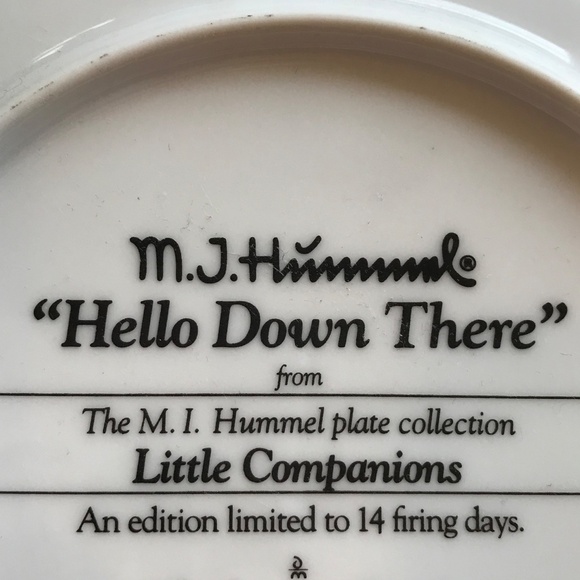 M.J. Hummel®
“Hello Down There”
from
The M. I. Hummel plate collection
Little Companions
An edition limited to 14 firing days.